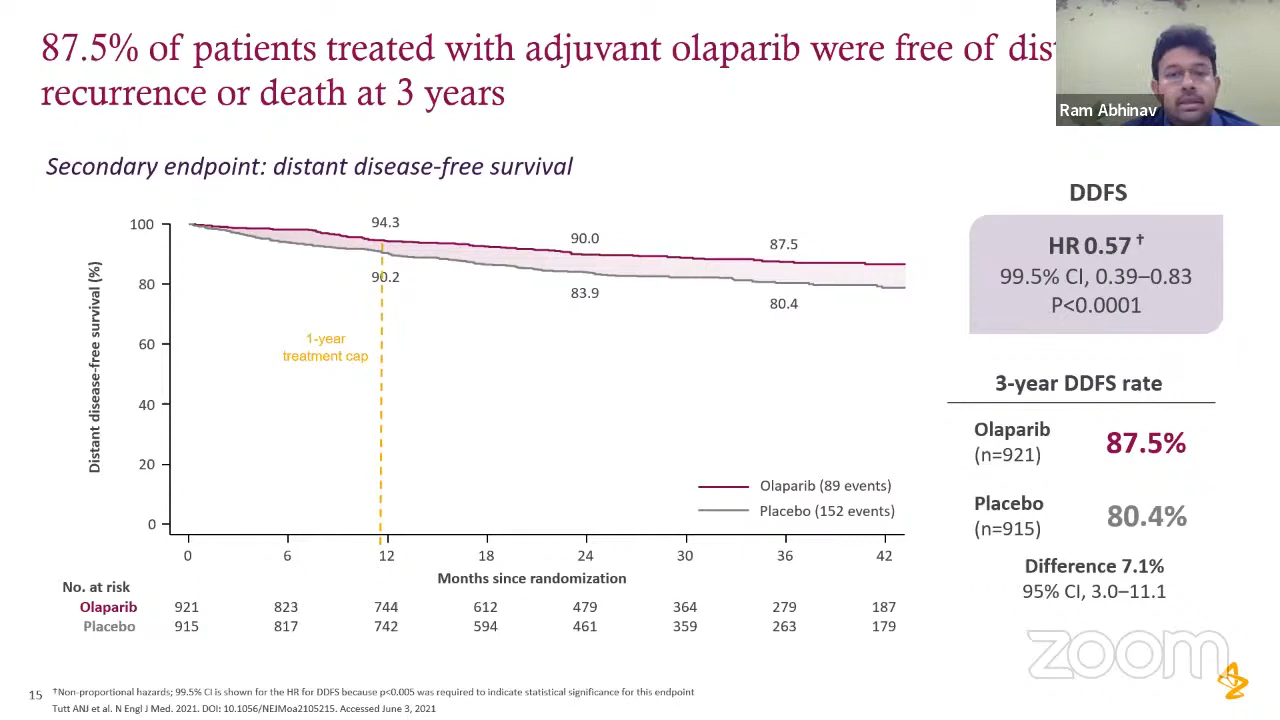 87.5% of patients treated with adjuvant olaparib were free of
recurrence or death at 3 years
Ram Abhinav
Secondary endpoint: distant disease-free survival
DDFS
HR 0.57 †
99.5% CI, 0.39–0.83
P<0.0001
3-year DDFS rate
Olaparib
(n=921)
87.5%
Placebo
(n=915)
80.4%
Difference 7.1%
95% CI, 3.0–11.1
Distant disease-free survival (%)
100
80
60
40
20
0
94.3
90.0
87.5
90.2
83.9
80.4
1-year
treatment cap
Olaparib (89 events)
Placebo (152 events)
0 6 12 18 24 30 36 42
Months since randomization
No. at risk
Olaparib 921 823 744 612 479 364 279 187
Placebo 915 817 742 594 461 359 263 179
zoom
15
†Non-proportional hazards; 99.5% CI is shown for the HR for DDFS because p<0.005 was required to indicate statistical significance for this endpoint
Tutt ANJ et al. N Engl J Med. 2021. DOI: 10.1056/NEJMoa2105215. Accessed June 3, 2021